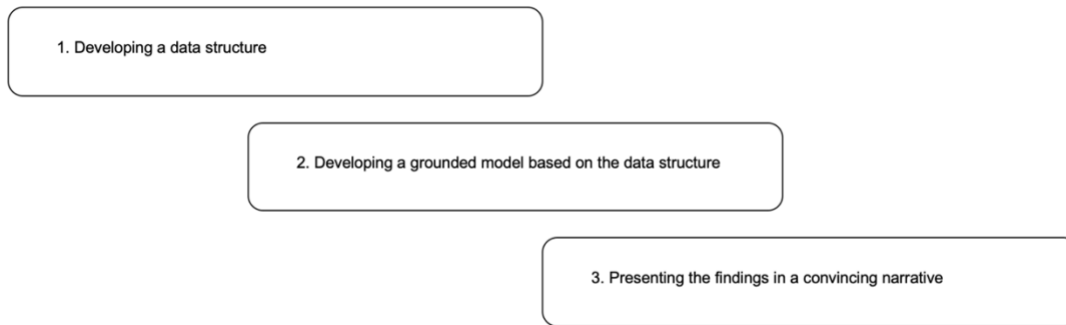 1. Developing a data structure
2. Developing a grounded model based on the data structure
3. Presenting the findings in a convincing narrative